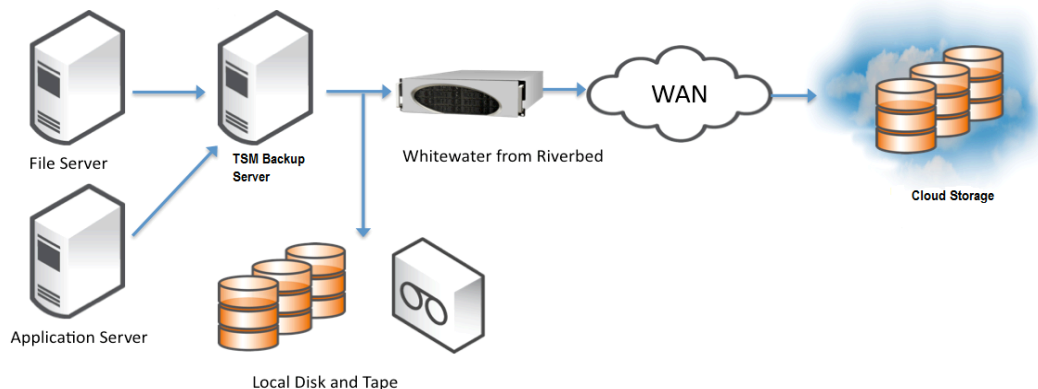 File Server
TSM Backup
Server
Whitewater from Riverbed
WAN
Cloud Storage
Application Server
Local Disk and Tape